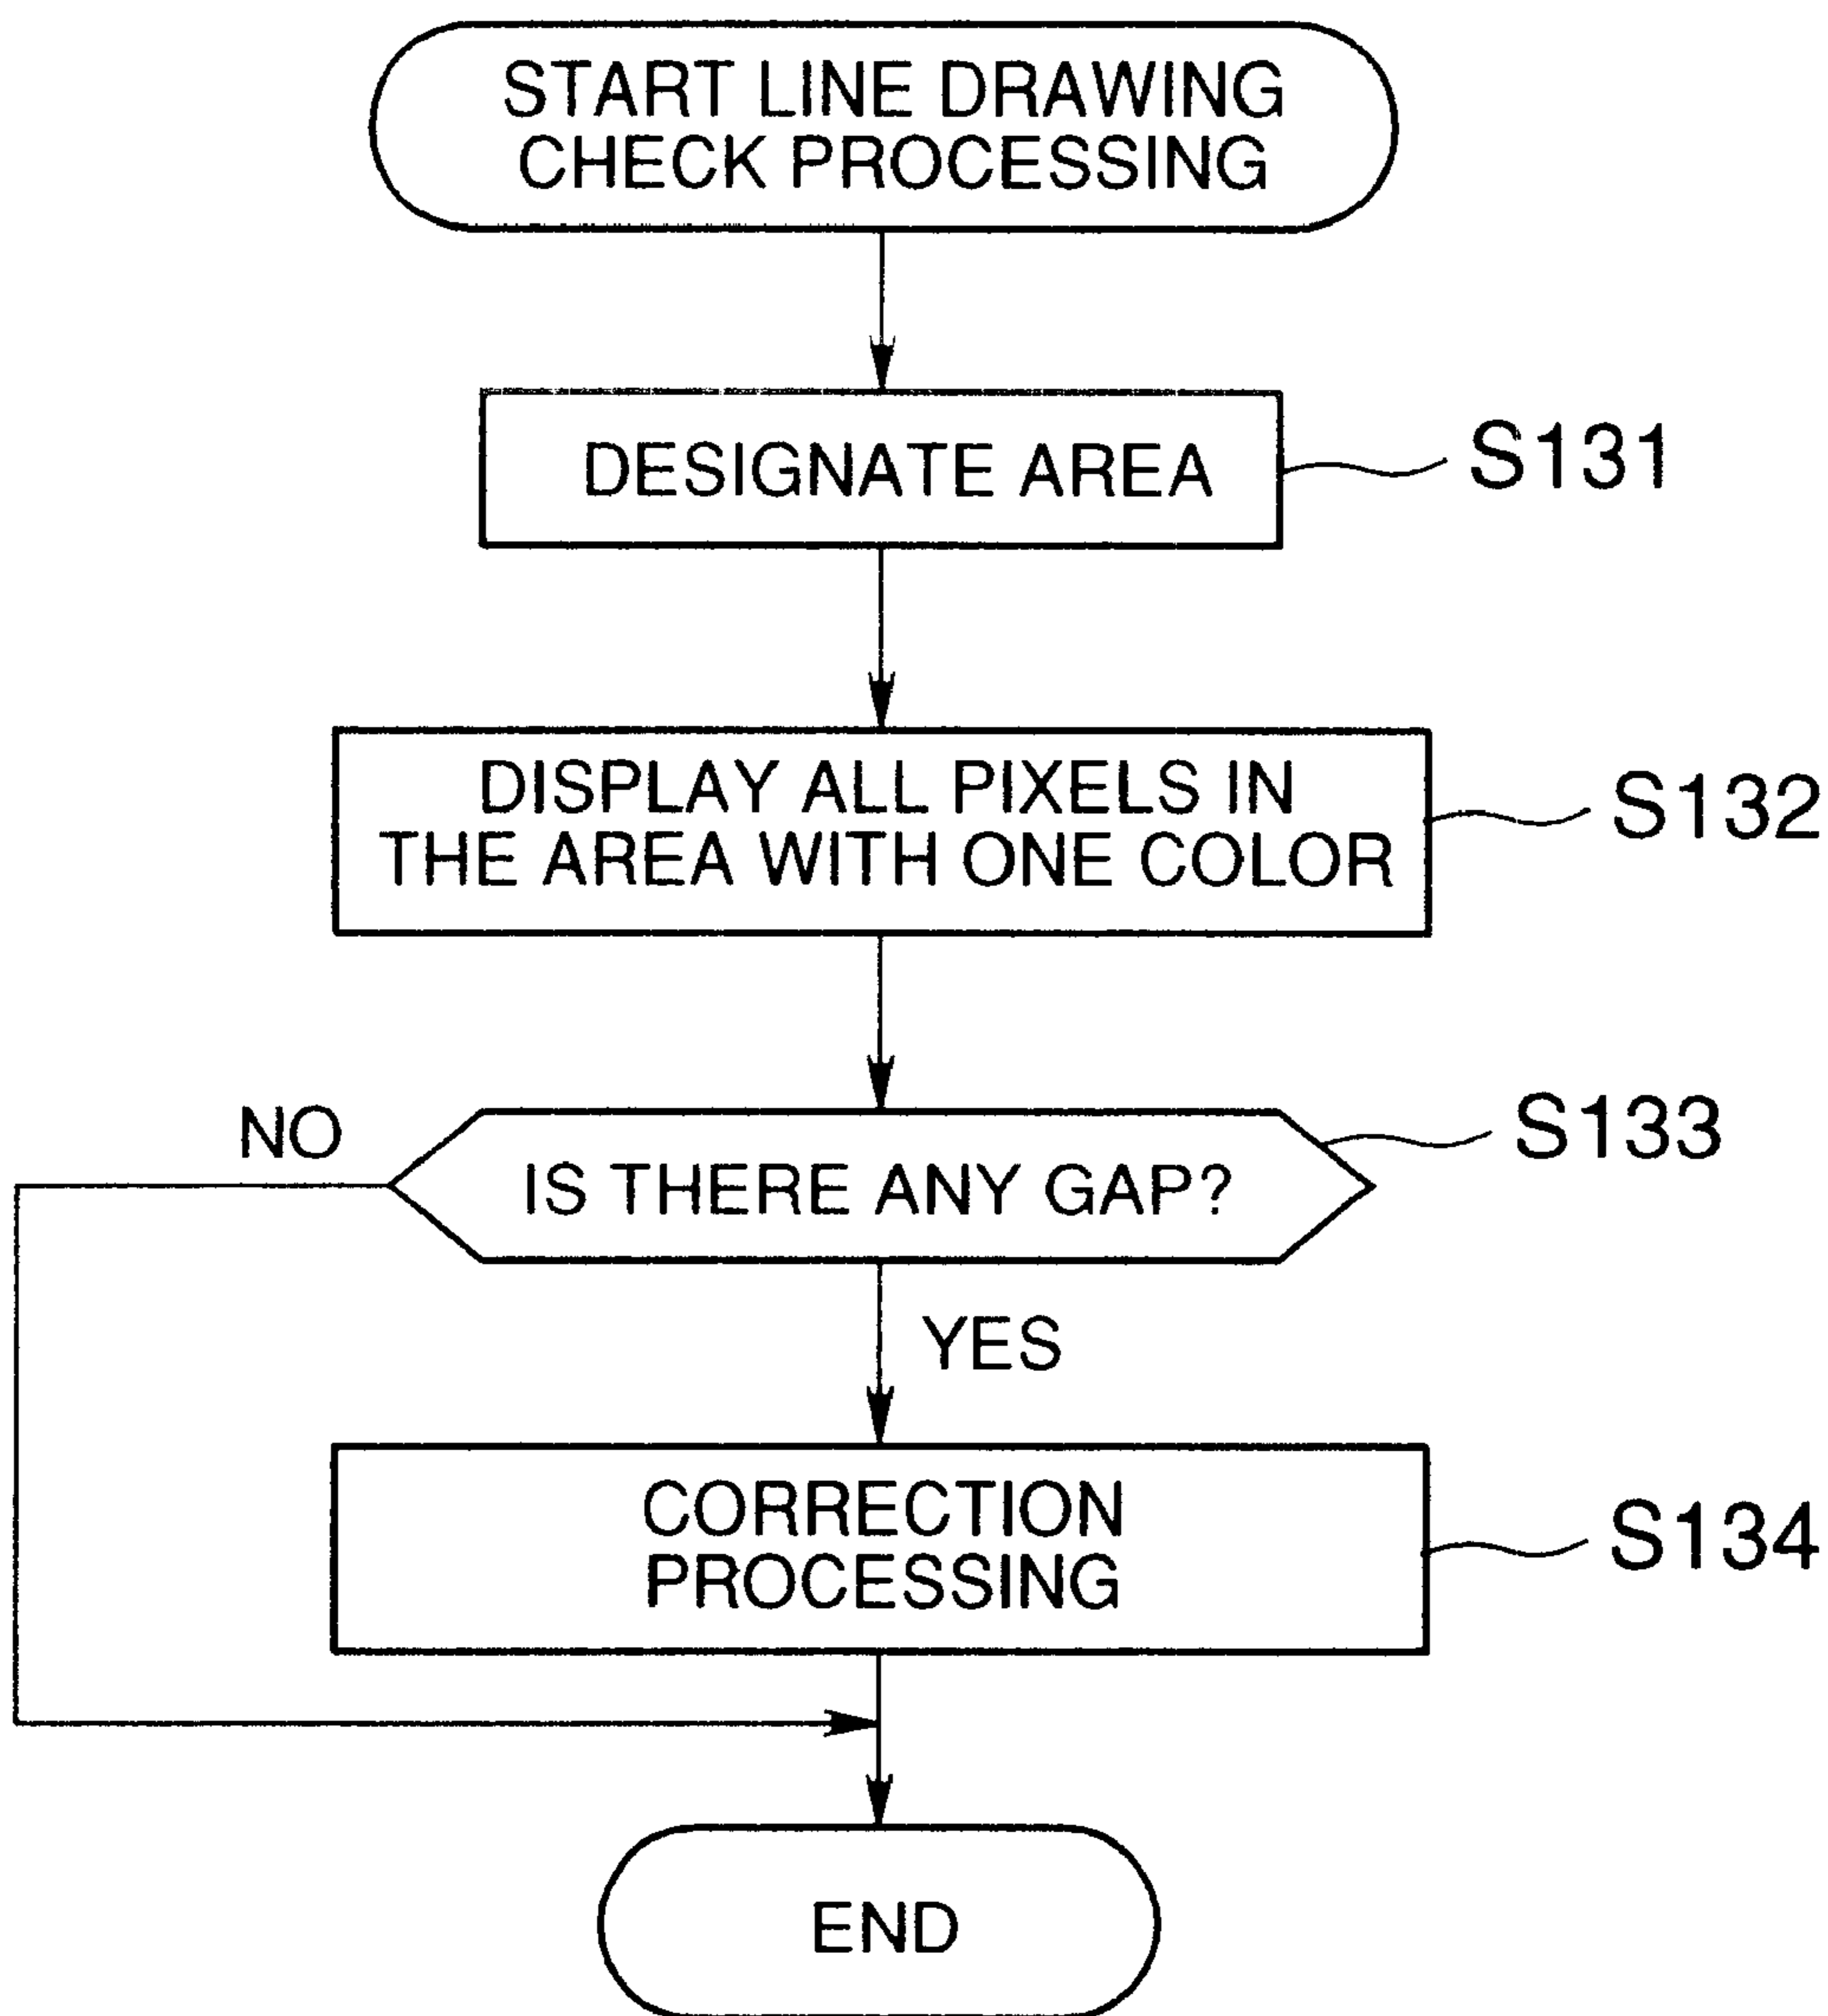 START LINE DRAWING
CHECK PROCESSING
DESIGNATE AREA
S131
DISPLAY ALL PIXELS IN
THE AREA WITH ONE COLOR
S132
NO
IS THERE ANY GAP?
S133
YES
CORRECTION
PROCESSING
S134
END